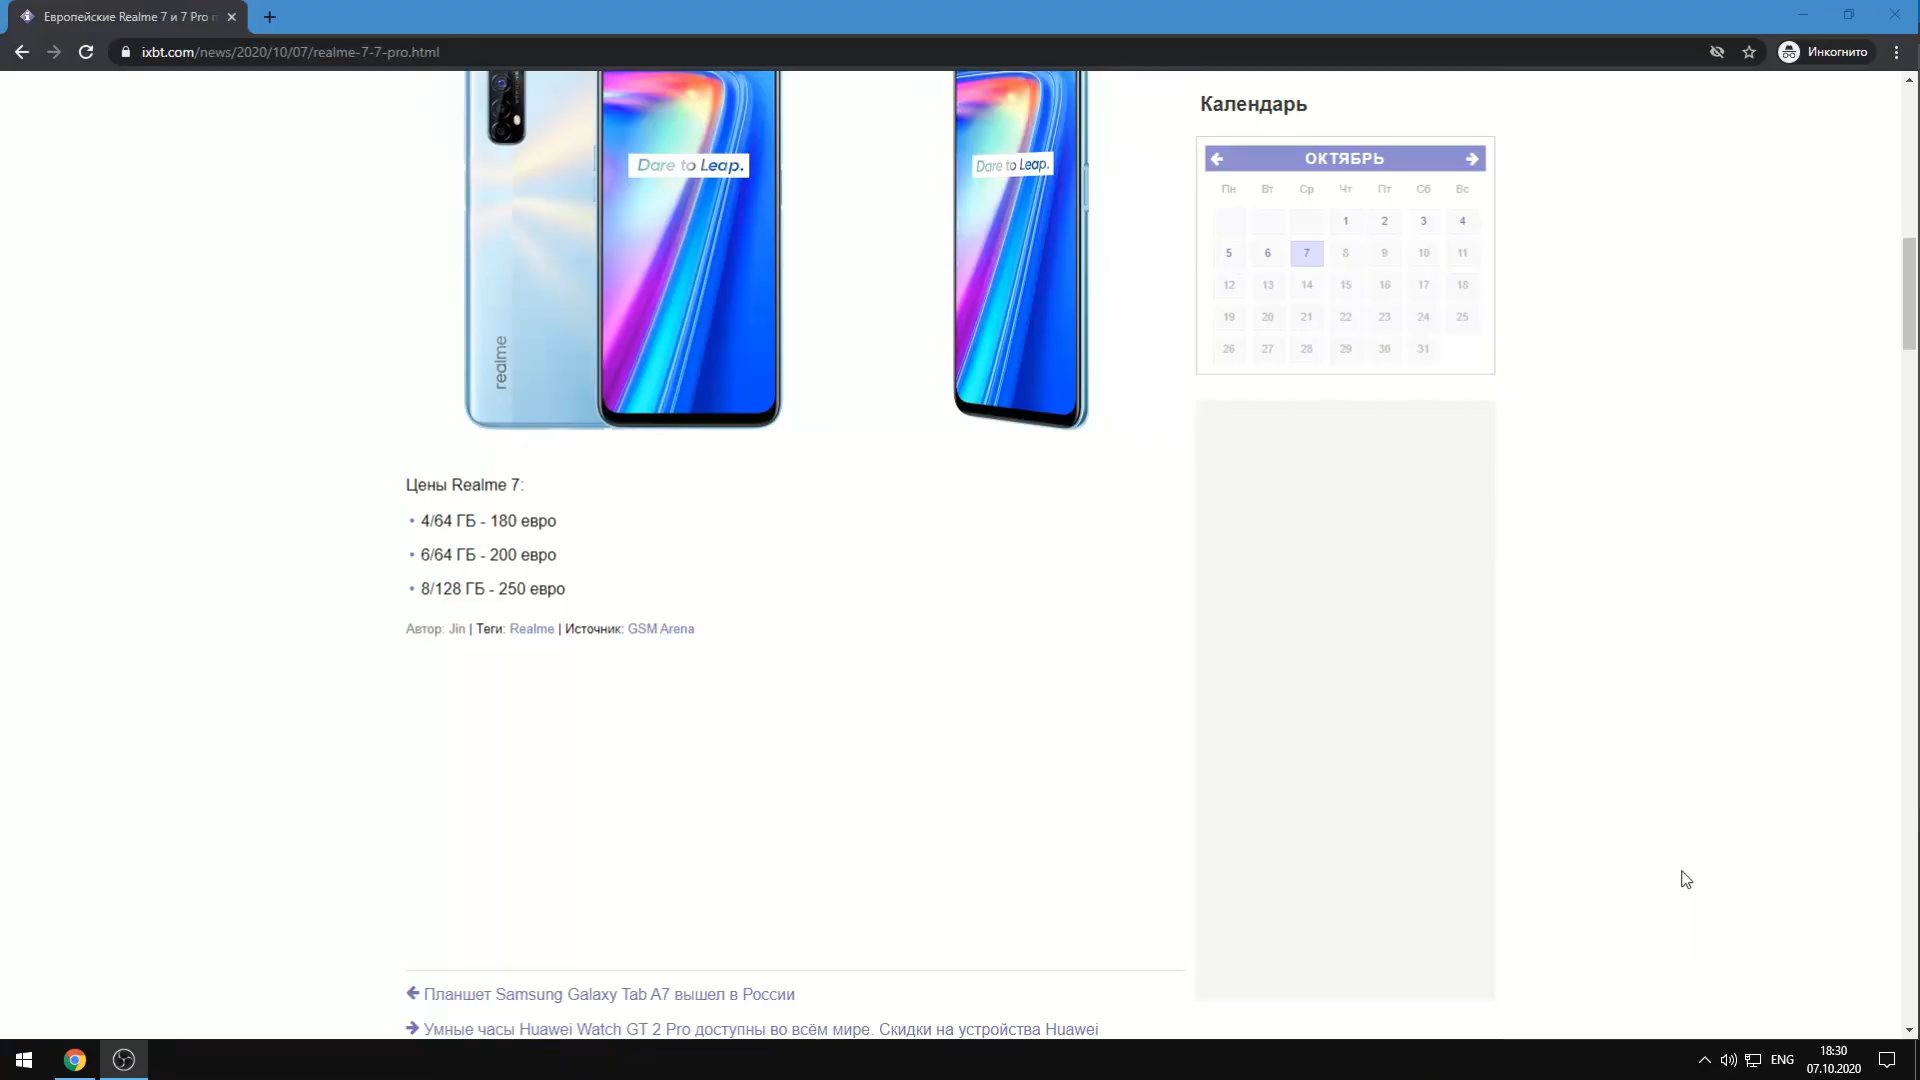 Европейские Realme 7 и 7 Pro п
ixbt.com/news/2020/10/07/realme-7-7-pro.html
Инкогнито
Dare to Leap.
Dare to Leap.
realme
Календарь
ОКТЯБРЬ
Пн Вт Ср Чт Пт Сб Вс
1 2 3 4
5 6 7 8 9 10 11
12 13 14 15 16 17 18
19 20 21 22 23 24 25
26 27 28 29 30 31
Цены Realme 7:
• 4/64 ГБ - 180 евро
• 6/64 ГБ - 200 евро
• 8/128 ГБ - 250 евро
Автор: Jin | Теги: Realme | Источник: GSM Arena
Планшет Samsung Galaxy Tab A7 вышел в России
Умные часы Huawei Watch GT 2 Pro доступны во всём мире. Скидки на устройства Huawei
ENG
18:30
07.10.2020